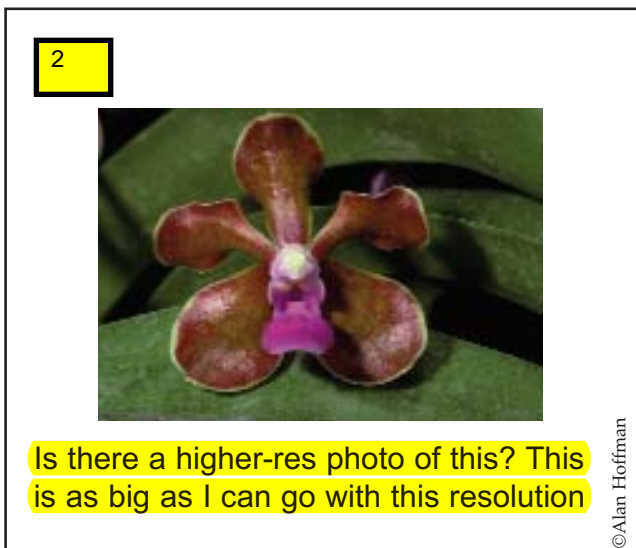 2
Is there a higher-res photo of this? This
is as big as I can go with this resolution
©Alan Hoffman